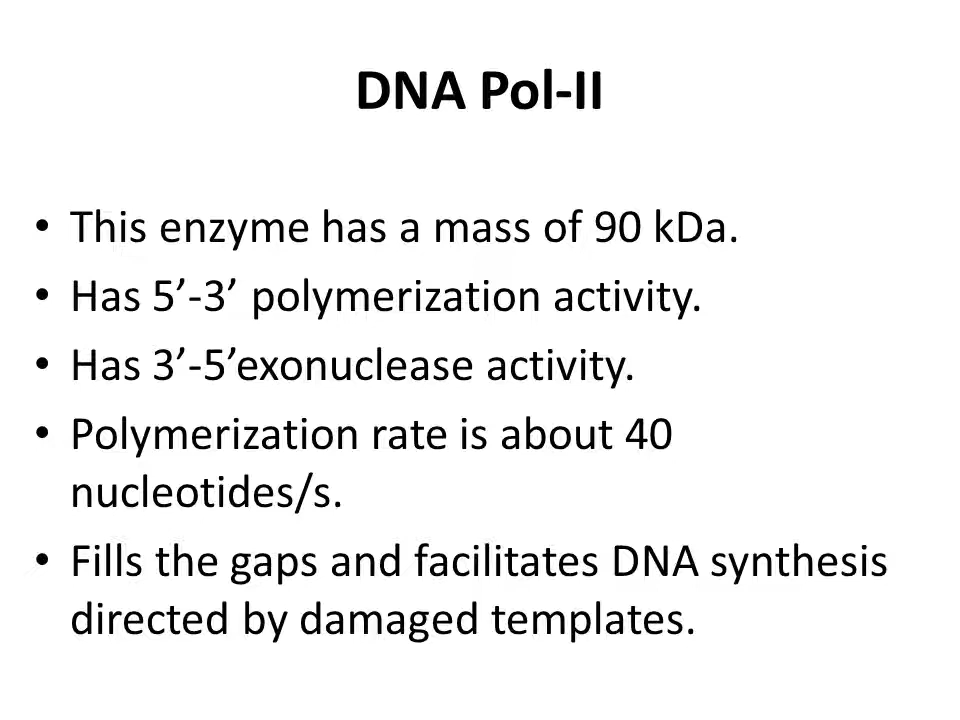 DNA Pol-II
• This enzyme has a mass of 90 kDa.
• Has 5’-3’ polymerization activity.
• Has 3’-5’exonuclease activity.
• Polymerization rate is about 40
nucleotides/s.
• Fills the gaps and facilitates DNA synthesis
directed by damaged templates.